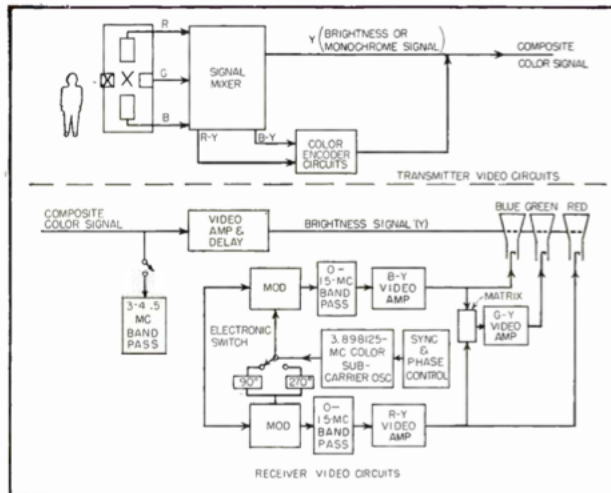 R
Y (BRIGHTNESS OR
MONOCHROME SIGNAL)
COMPOSITE
COLOR SIGNAL
SIGNAL
MIXER
G
B
R-Y
B-Y
COLOR
ENCODER
CIRCUITS
TRANSMITTER VIDEO CIRCUITS
COMPOSITE
COLOR SIGNAL
VIDEO
AMP &
DELAY
BRIGHTNESS SIGNAL (Y)
BLUE GREEN RED
3-4.5
MC
BAND
PASS
MOD
0-
1.5-MC
BAND
PASS
B-Y
VIDEO
AMP
MATRIX
G-Y
VIDEO
AMP
ELECTRONIC
SWITCH
3.898125-
MC COLOR
SUB-
CARRIER OSC
SYNC
&
PHASE
CONTROL
90°
270°
MOD
0-
1.5-MC
BAND
PASS
R-Y
VIDEO
AMP
RECEIVER VIDEO CIRCUITS